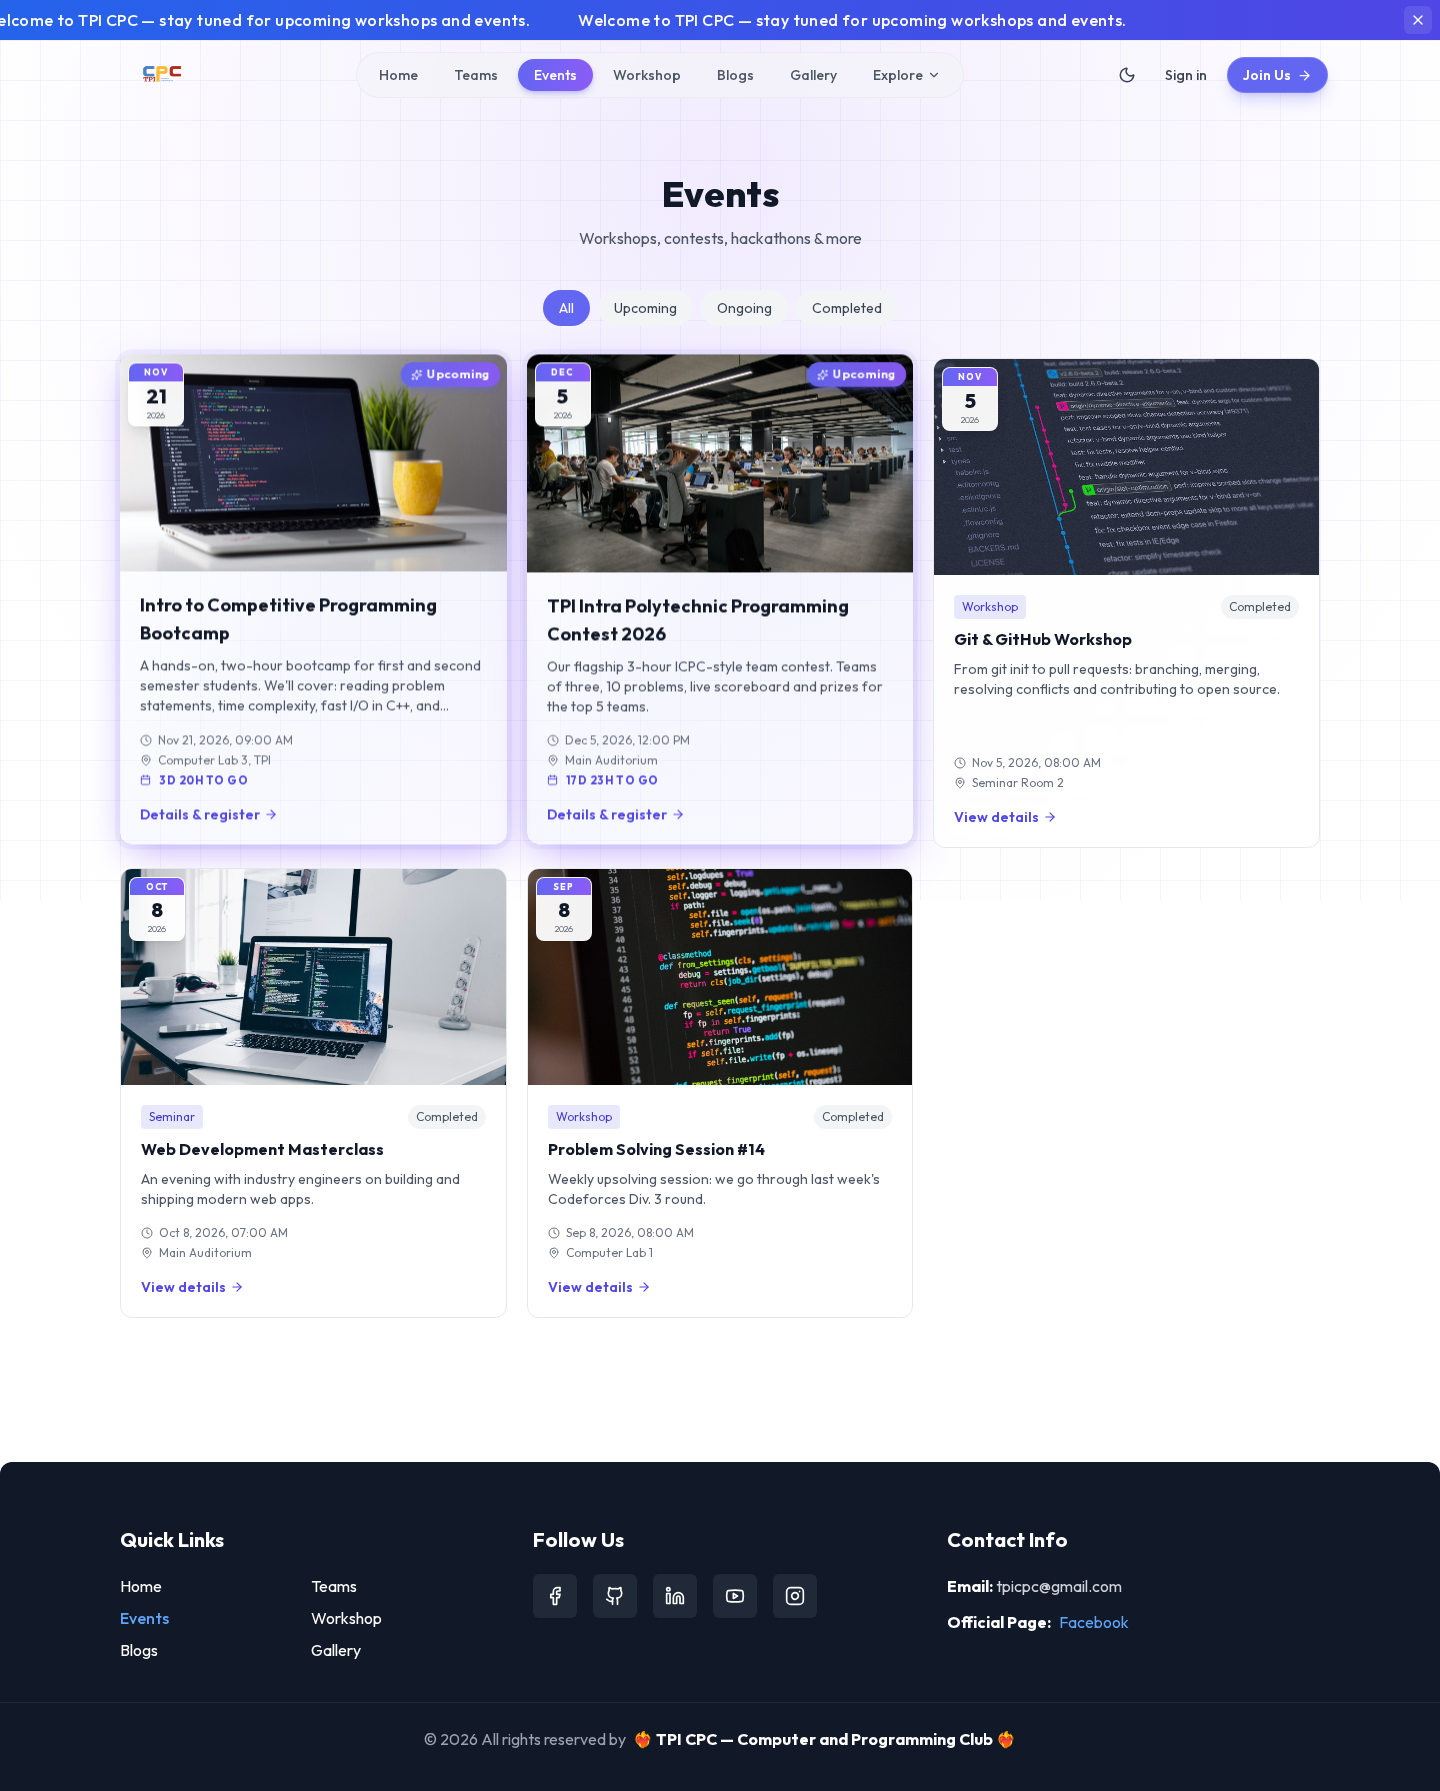 elcome to TPI CPC — stay tuned for upcoming workshops and events. Welcome to TPI CPC — stay tuned for upcoming workshops and events.
CPC
TPI
Home Teams Events Workshop Blogs Gallery Explore
Sign in
Join Us
Events
Workshops, contests, hackathons & more
All Upcoming Ongoing Completed
NOV
21
2026
Upcoming
Intro to Competitive Programming
Bootcamp
A hands-on, two-hour bootcamp for first and second
semester students. We'll cover: reading problem
statements, time complexity, fast I/O in C++, and...
Nov 21, 2026, 09:00 AM
Computer Lab 3, TPI
3D 20H TO GO
Details & register
DEC
5
2026
Upcoming
TPI Intra Polytechnic Programming
Contest 2026
Our flagship 3-hour ICPC-style team contest. Teams
of three, 10 problems, live scoreboard and prizes for
the top 5 teams.
Dec 5, 2026, 12:00 PM
Main Auditorium
17D 23H TO GO
Details & register
NOV
5
2026
Workshop
Completed
Git & GitHub Workshop
From git init to pull requests: branching, merging,
resolving conflicts and contributing to open source.
Nov 5, 2026, 08:00 AM
Seminar Room 2
View details
OCT
8
2026
Seminar
Completed
Web Development Masterclass
An evening with industry engineers on building and
shipping modern web apps.
Oct 8, 2026, 07:00 AM
Main Auditorium
View details
SEP
8
2026
Workshop
Completed
Problem Solving Session #14
Weekly upsolving session: we go through last week's
Codeforces Div. 3 round.
Sep 8, 2026, 08:00 AM
Computer Lab 1
View details
Quick Links
Home
Teams
Events
Workshop
Blogs
Gallery
Follow Us
Contact Info
Email: tpicpc@gmail.com
Official Page: Facebook
© 2026 All rights reserved by ❤️‍🔥 TPI CPC — Computer and Programming Club ❤️‍🔥